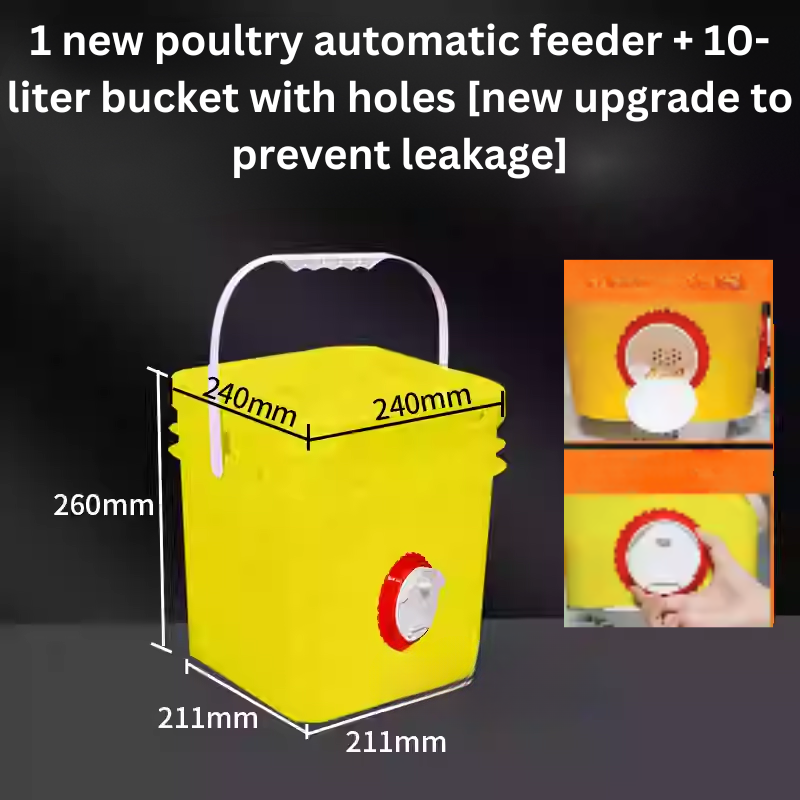 1 new poultry automatic feeder + 10-
liter bucket with holes [new upgrade to
prevent leakage]
240mm
240mm
260mm
211mm
211mm